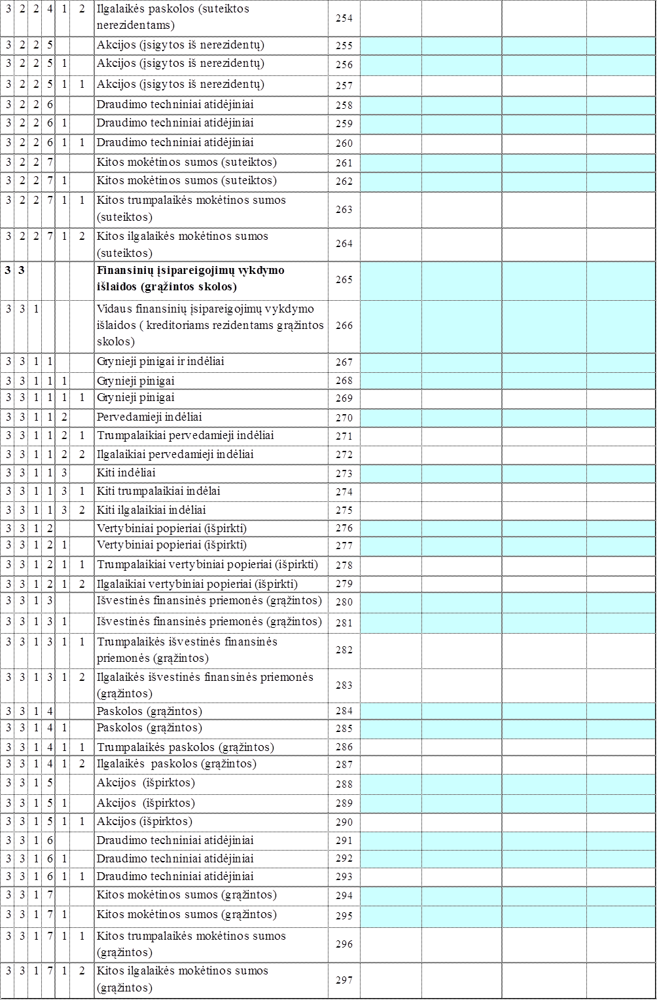 3 2 2 4 1 2 Ilgalaikės paskolos (suteiktos
nerezidentams) 254
3 2 2 5 Akcijos (įsigytos iš nerezidentų) 255
3 2 2 5 1 Akcijos (įsigytos iš nerezidentų) 256
3 2 2 5 1 1 Akcijos (įsigytos iš nerezidentų) 257
3 2 2 6 Draudimo techniniai atidėjiniai 258
3 2 2 6 1 Draudimo techniniai atidėjiniai 259
3 2 2 6 1 1 Draudimo techniniai atidėjiniai 260
3 2 2 7 Kitos mokėtinos sumos (suteiktos) 261
3 2 2 7 1 Kitos mokėtinos sumos (suteiktos) 262
3 2 2 7 1 1 Kitos trumpalaikės mokėtinos sumos
(suteiktos) 263
3 2 2 7 1 2 Kitos ilgalaikės mokėtinos sumos
(suteiktos) 264
3 3 Finansinių įsipareigojimų vykdymo
išlaidos (grąžintos skolos) 265
3 3 1 Vidaus finansinių įsipareigojimų vykdymo
išlaidos ( kreditoriams rezidentams grąžintos 266
skolos)
3 3 1 1 Grynieji pinigai ir indėliai 267
3 3 1 1 1 Grynieji pinigai 268
3 3 1 1 1 1 Grynieji pinigai 269
3 3 1 1 2 Pervedamieji indėliai 270
3 3 1 1 2 1 Trumpalaikiai pervedamieji indėliai 271
3 3 1 1 2 2 Ilgalaikiai pervedamieji indėliai 272
3 3 1 1 3 Kiti indėliai 273
3 3 1 1 3 1 Kiti trumpalaikiai indėlai 274
3 3 1 1 3 2 Kiti ilgalaikiai indėliai 275
3 3 1 2 Vertybiniai popieriai (išpirkti) 276
3 3 1 2 1 Vertybiniai popieriai (išpirkti) 277
3 3 1 2 1 1 Trumpalaikiai vertybiniai popieriai (išpirkti) 278
3 3 1 2 1 2 Ilgalaikiai vertybiniai popieriai (išpirkti) 279
3 3 1 3 Išvestinės finansinės priemonės (grąžintos) 280
3 3 1 3 1 Išvestinės finansinės priemonės (grąžintos) 281
3 3 1 3 1 1 Trumpalaikės išvestinės finansinės
priemonės (grąžintos) 282
3 3 1 3 1 2 Ilgalaikės išvestinės finansinės priemonės
(grąžintos) 283
3 3 1 4 Paskolos (grąžintos) 284
3 3 1 4 1 Paskolos (grąžintos) 285
3 3 1 4 1 1 Trumpalaikės paskolos (grąžintos) 286
3 3 1 4 1 2 Ilgalaikės paskolos (grąžintos) 287
3 3 1 5 Akcijos (išpirktos) 288
3 3 1 5 1 Akcijos (išpirktos) 289
3 3 1 5 1 1 Akcijos (išpirktos) 290
3 3 1 6 Draudimo techniniai atidėjiniai 291
3 3 1 6 1 Draudimo techniniai atidėjiniai 292
3 3 1 6 1 1 Draudimo techniniai atidėjiniai 293
3 3 1 7 Kitos mokėtinos sumos (grąžintos) 294
3 3 1 7 1 Kitos mokėtinos sumos (grąžintos) 295
3 3 1 7 1 1 Kitos trumpalaikės mokėtinos sumos
(grąžintos) 296
3 3 1 7 1 2 Kitos ilgalaikės mokėtinos sumos
(grąžintos) 297